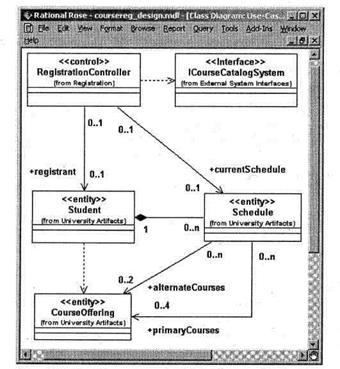 Rational Rose - coursereg_design.mdl - [Class Diagram: Use-Cas...
File Edit View Format Browse Report Query Tools Add-Ins Window
Help
<<control>>
RegistrationController
(from Registration)
<<Interface>>
ICourseCatalogSystem
(from External System Interfaces)
0..1
0..1
+registrant
0..1
+currentSchedule
0..1
<<entity>>
Student
(from University Artifacts)
1
0..n
<<entity>>
Schedule
(from University Artifacts)
0..n
0..n
0..2
+alternateCourses
<<entity>>
CourseOffering
(from University Artifacts)
0..4
+primaryCourses